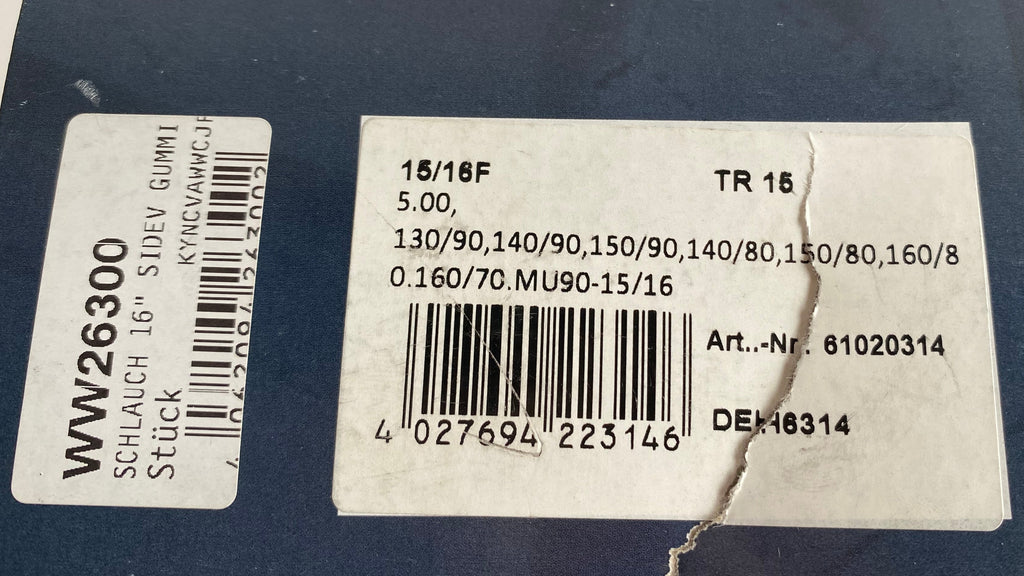 WW26300
SCHLAUCH 16" SIDEV GUMMI
Stück
KYNCVAWWCJF
15/16F
TR 15
5.00,
130/90,140/90,150/90,140/80,150/80,160/8
0.160/70.MU90-15/16
Art..-Nr.: 61020314
4 027694 223146